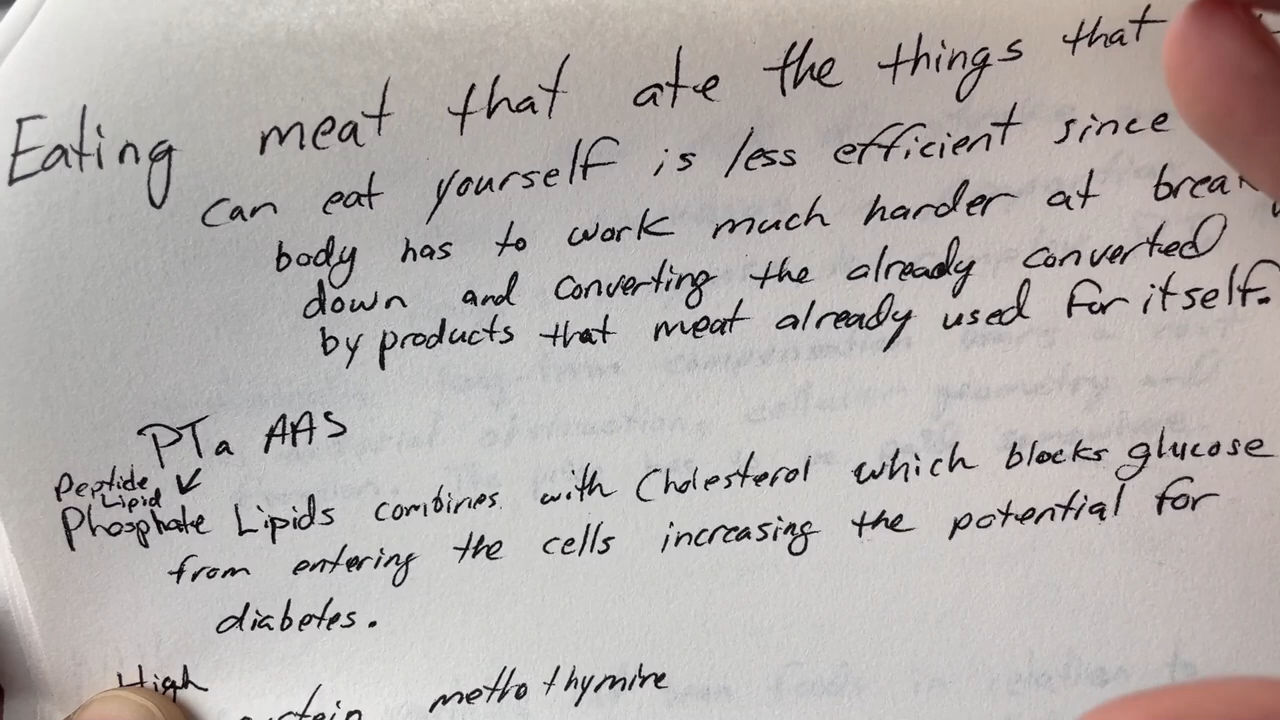 Eating meat that ate the things that
can eat yourself is less efficient since
body has to work much harder at break
down and converting the already converted
by products that meat already used for itself.
PTa AAS
Peptide
Lipid
Phosphate Lipids combines with Cholesterol which blocks glucose
from entering the cells increasing the potential for
diabetes.
High
metto thymine